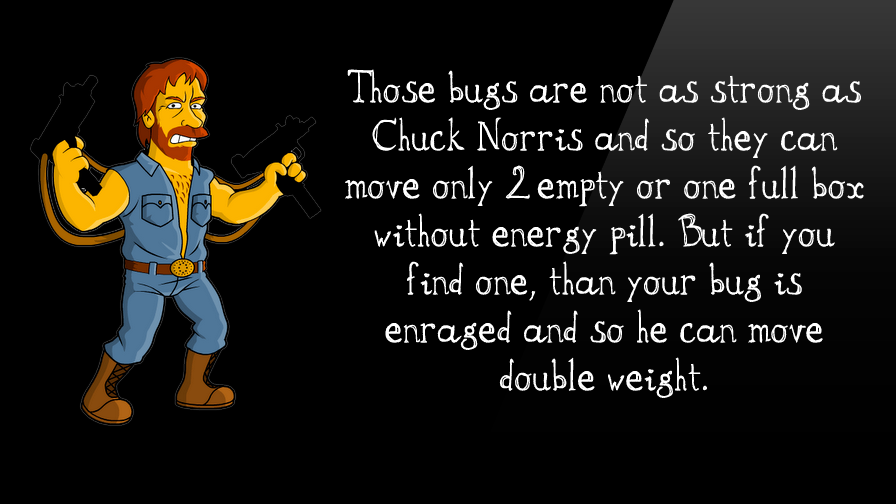 Those bugs are not as strong as
Chuck Norris and so they can
move only 2 empty or one full box
without energy pill. But if you
find one, than your bug is
enraged and so he can move
double weight.